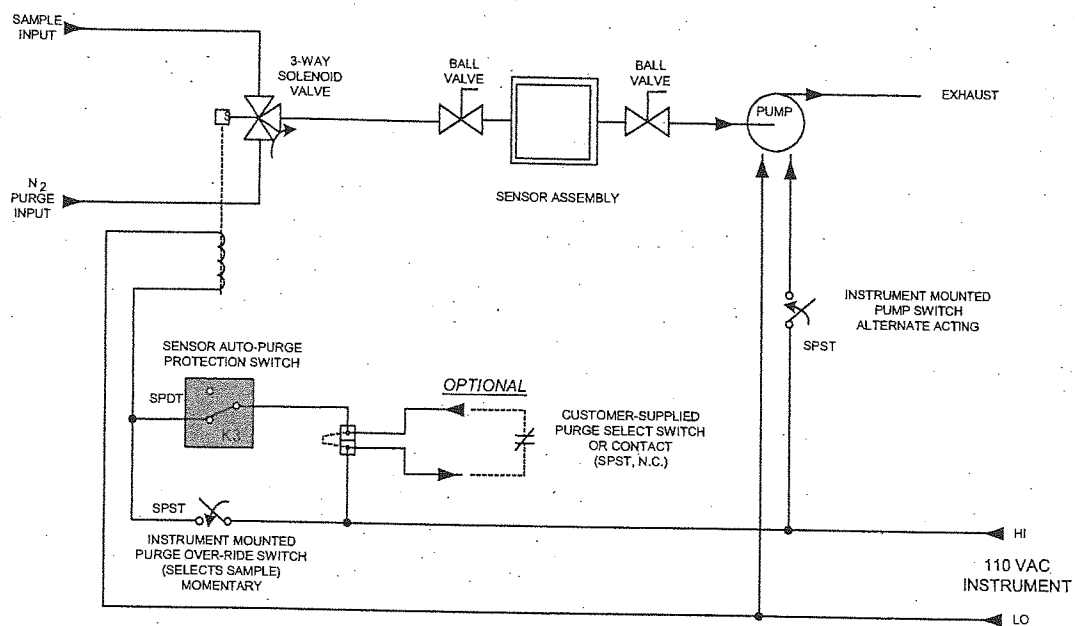 SAMPLE
INPUT
3-WAY
SOLENOID
VALVE
BALL
VALVE
BALL
VALVE
PUMP
EXHAUST
N2
PURGE
INPUT
SENSOR ASSEMBLY
INSTRUMENT MOUNTED
PUMP SWITCH
ALTERNATE ACTING
SPST
SENSOR AUTO-PURGE
PROTECTION SWITCH
SPDT
K3
OPTIONAL
CUSTOMER-SUPPLIED
PURGE SELECT SWITCH
OR CONTACT
(SPST, N.C.)
SPST
INSTRUMENT MOUNTED
PURGE OVER-RIDE SWITCH
(SELECTS SAMPLE)
MOMENTARY
HI
110 VAC
INSTRUMENT
LO